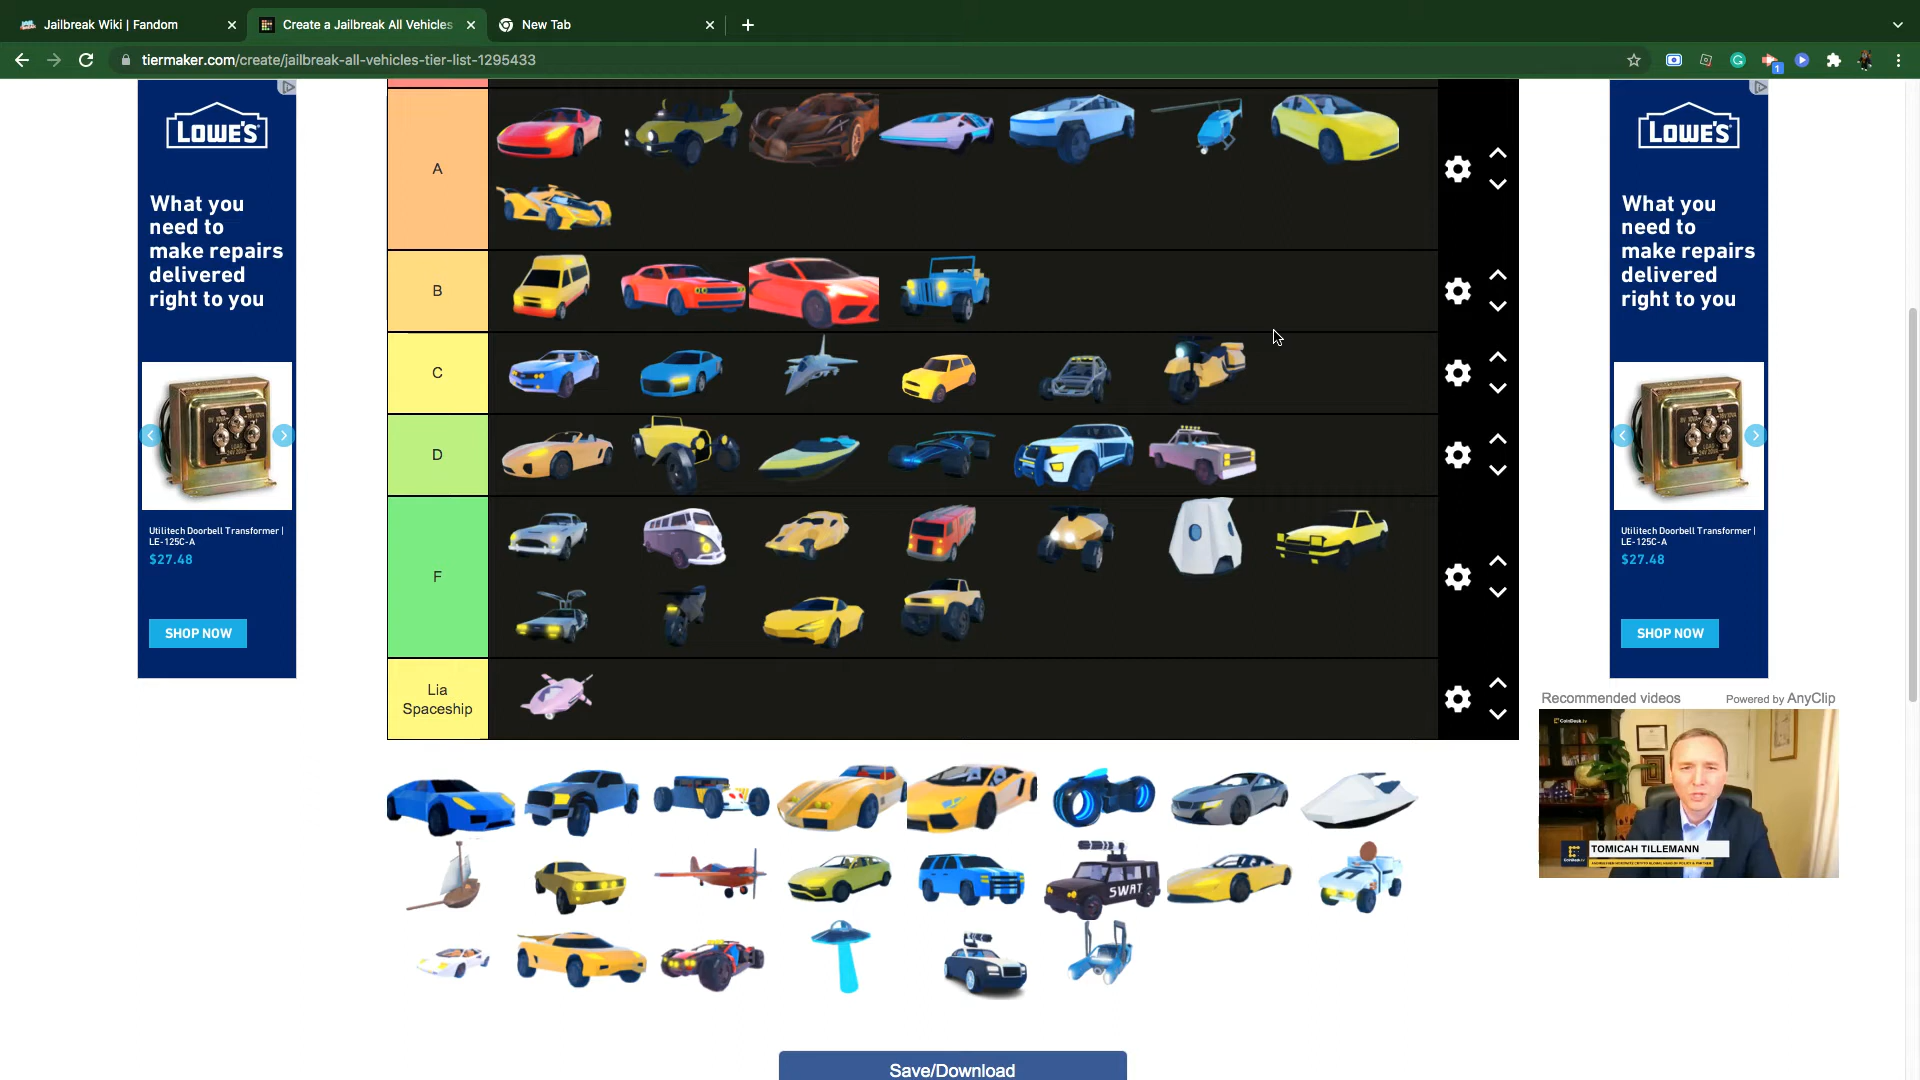 Jailbreak Wiki | Fandom
Create a Jailbreak All Vehicles
New Tab
tiermaker.com/create/jailbreak-all-vehicles-tier-list-1295433
1
LOWE'S
What you
need to
make repairs
delivered
right to you
Utilitech Doorbell Transformer |
LE-125C-A
$27.48
SHOP NOW
A
B
C
D
F
Lia
Spaceship
SWAT
Save/Download
LOWE'S
What you
need to
make repairs
delivered
right to you
Utilitech Doorbell Transformer |
LE-125C-A
$27.48
SHOP NOW
Recommended videos
Powered by AnyClip
CoinDesk.tv
TOMICAH TILLEMANN